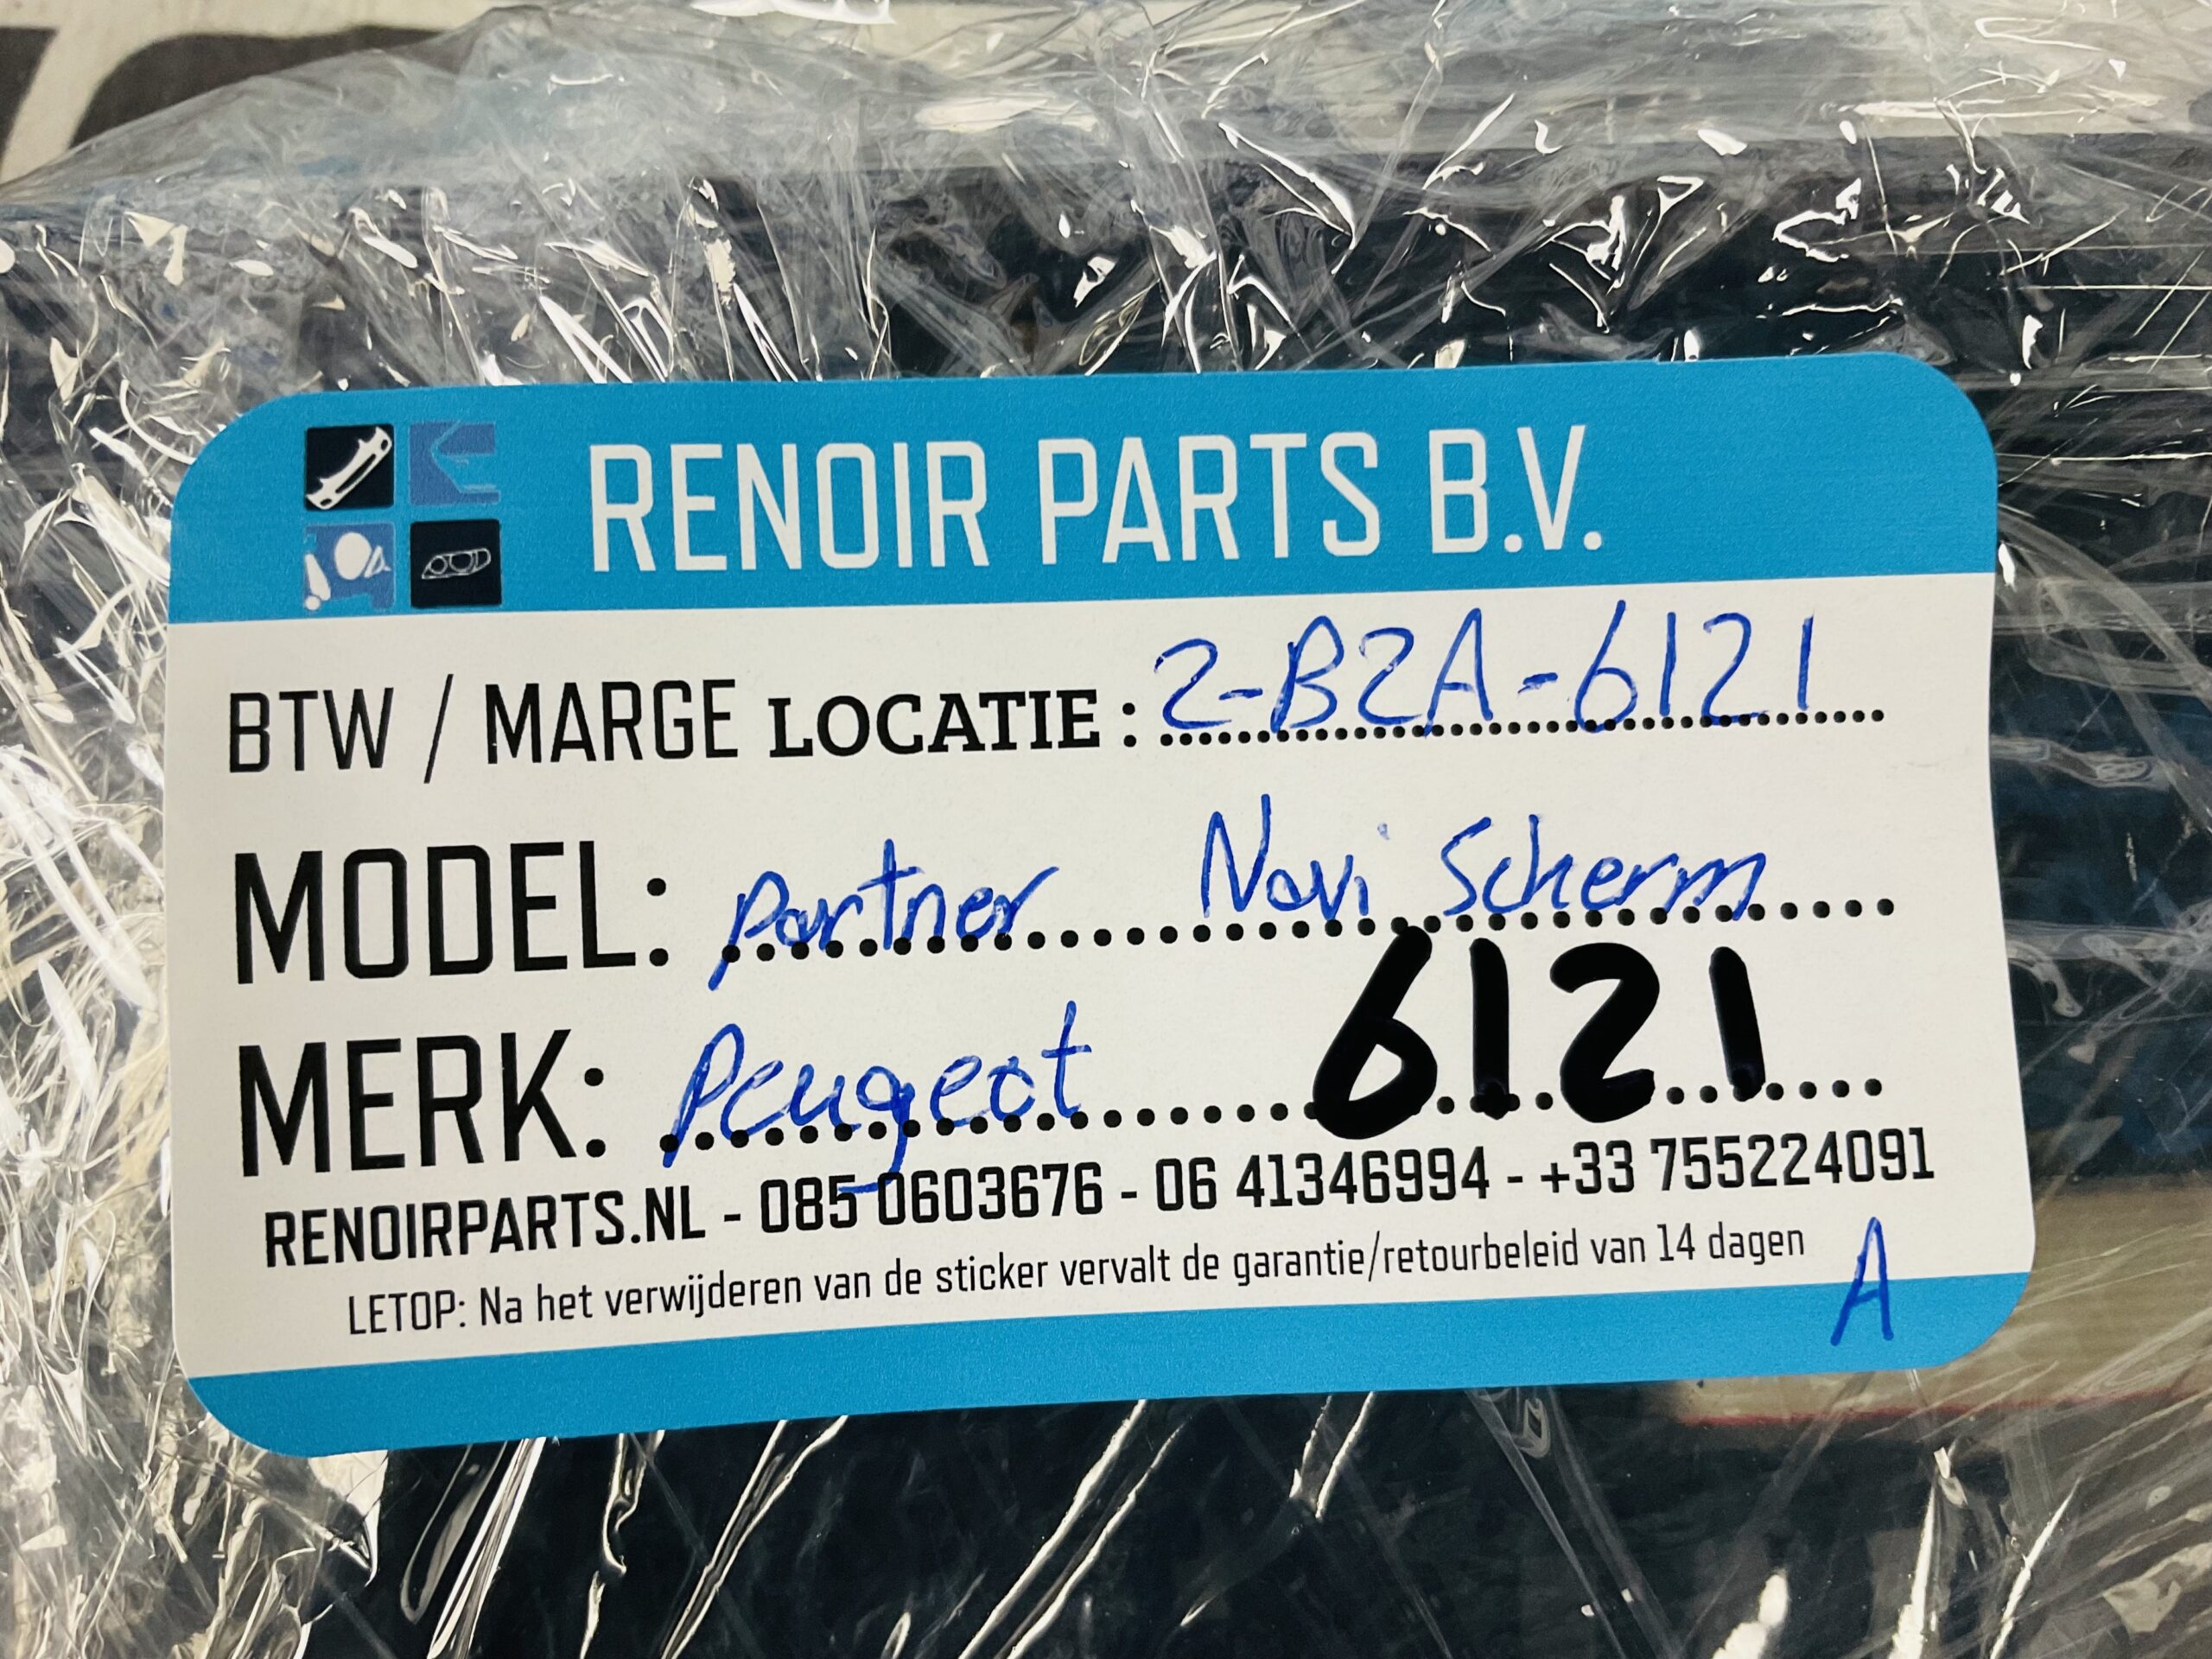 RENOIR PARTS B.V.
BTW / MARGE LOCATIE : 2-B2A-6121
MODEL: partner Navi Scherm
MERK: Peugeot 6121
RENOIRPARTS.NL - 085 0603676 - 06 41346994 - +33 755224091
LETOP: Na het verwijderen van de sticker vervalt de garantie/retourbeleid van 14 dagen
A